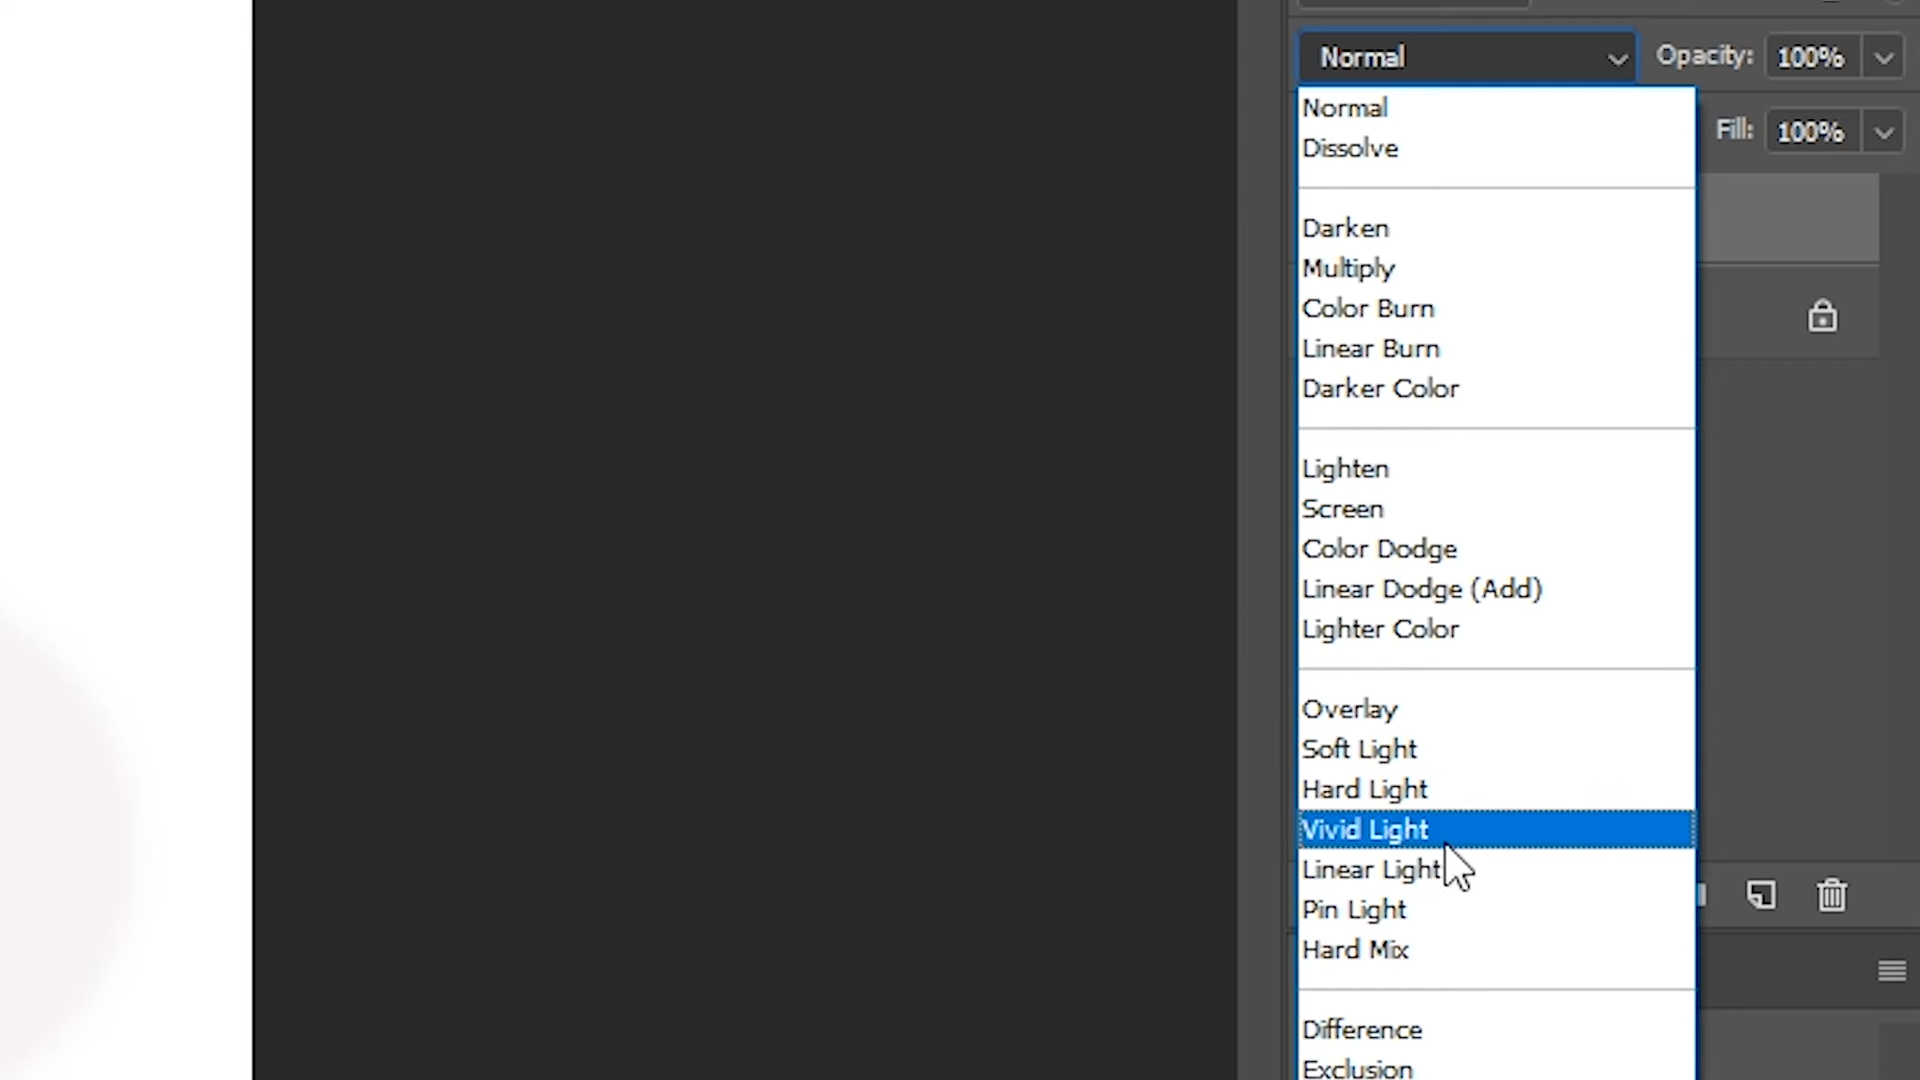 Normal
Opacity: 100%
Fill: 100%
Normal
Dissolve
Darken
Multiply
Color Burn
Linear Burn
Darker Color
Lighten
Screen
Color Dodge
Linear Dodge (Add)
Lighter Color
Overlay
Soft Light
Hard Light
Vivid Light
Linear Light
Pin Light
Hard Mix
Difference
Exclusion